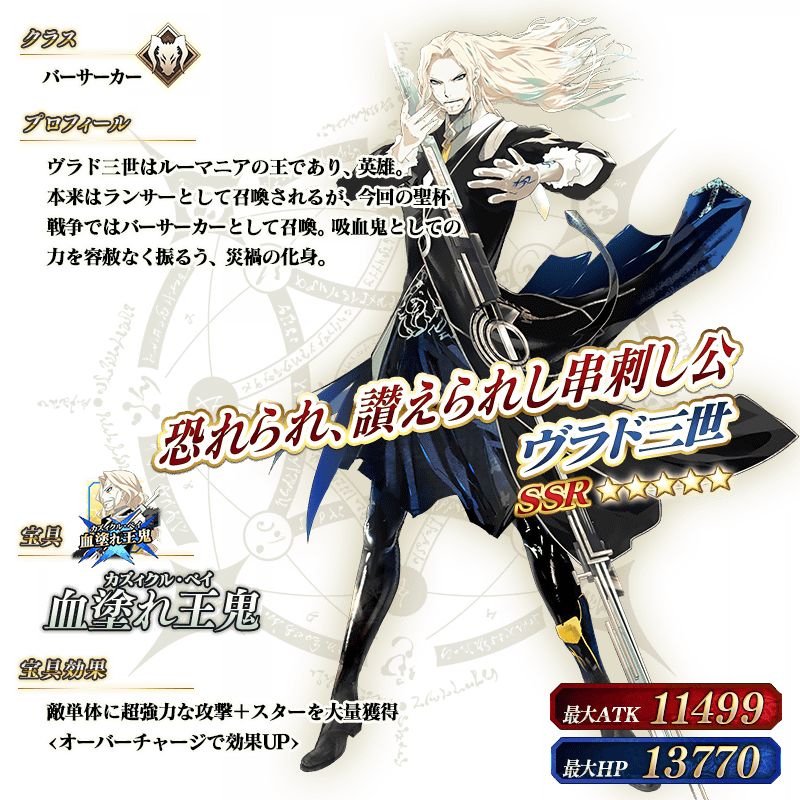 クラス
バーサーカー
プロフィール
ヴラド三世はルーマニアの王であり、英雄。
本来はランサーとして召喚されるが、今回の聖杯
戦争ではバーサーカーとして召喚。吸血鬼としての
力を容赦なく振るう、災禍の化身。
恐れられ、讃えられし串刺し公
ヴラド三世
SSR
宝具
カズィクル・ベイ
血塗れ王鬼
カズィクル・ベイ
血塗れ王鬼
宝具効果
敵単体に超強力な攻撃＋スターを大量獲得
<オーバーチャージで効果UP>
最大ATK 11499
最大HP 13770